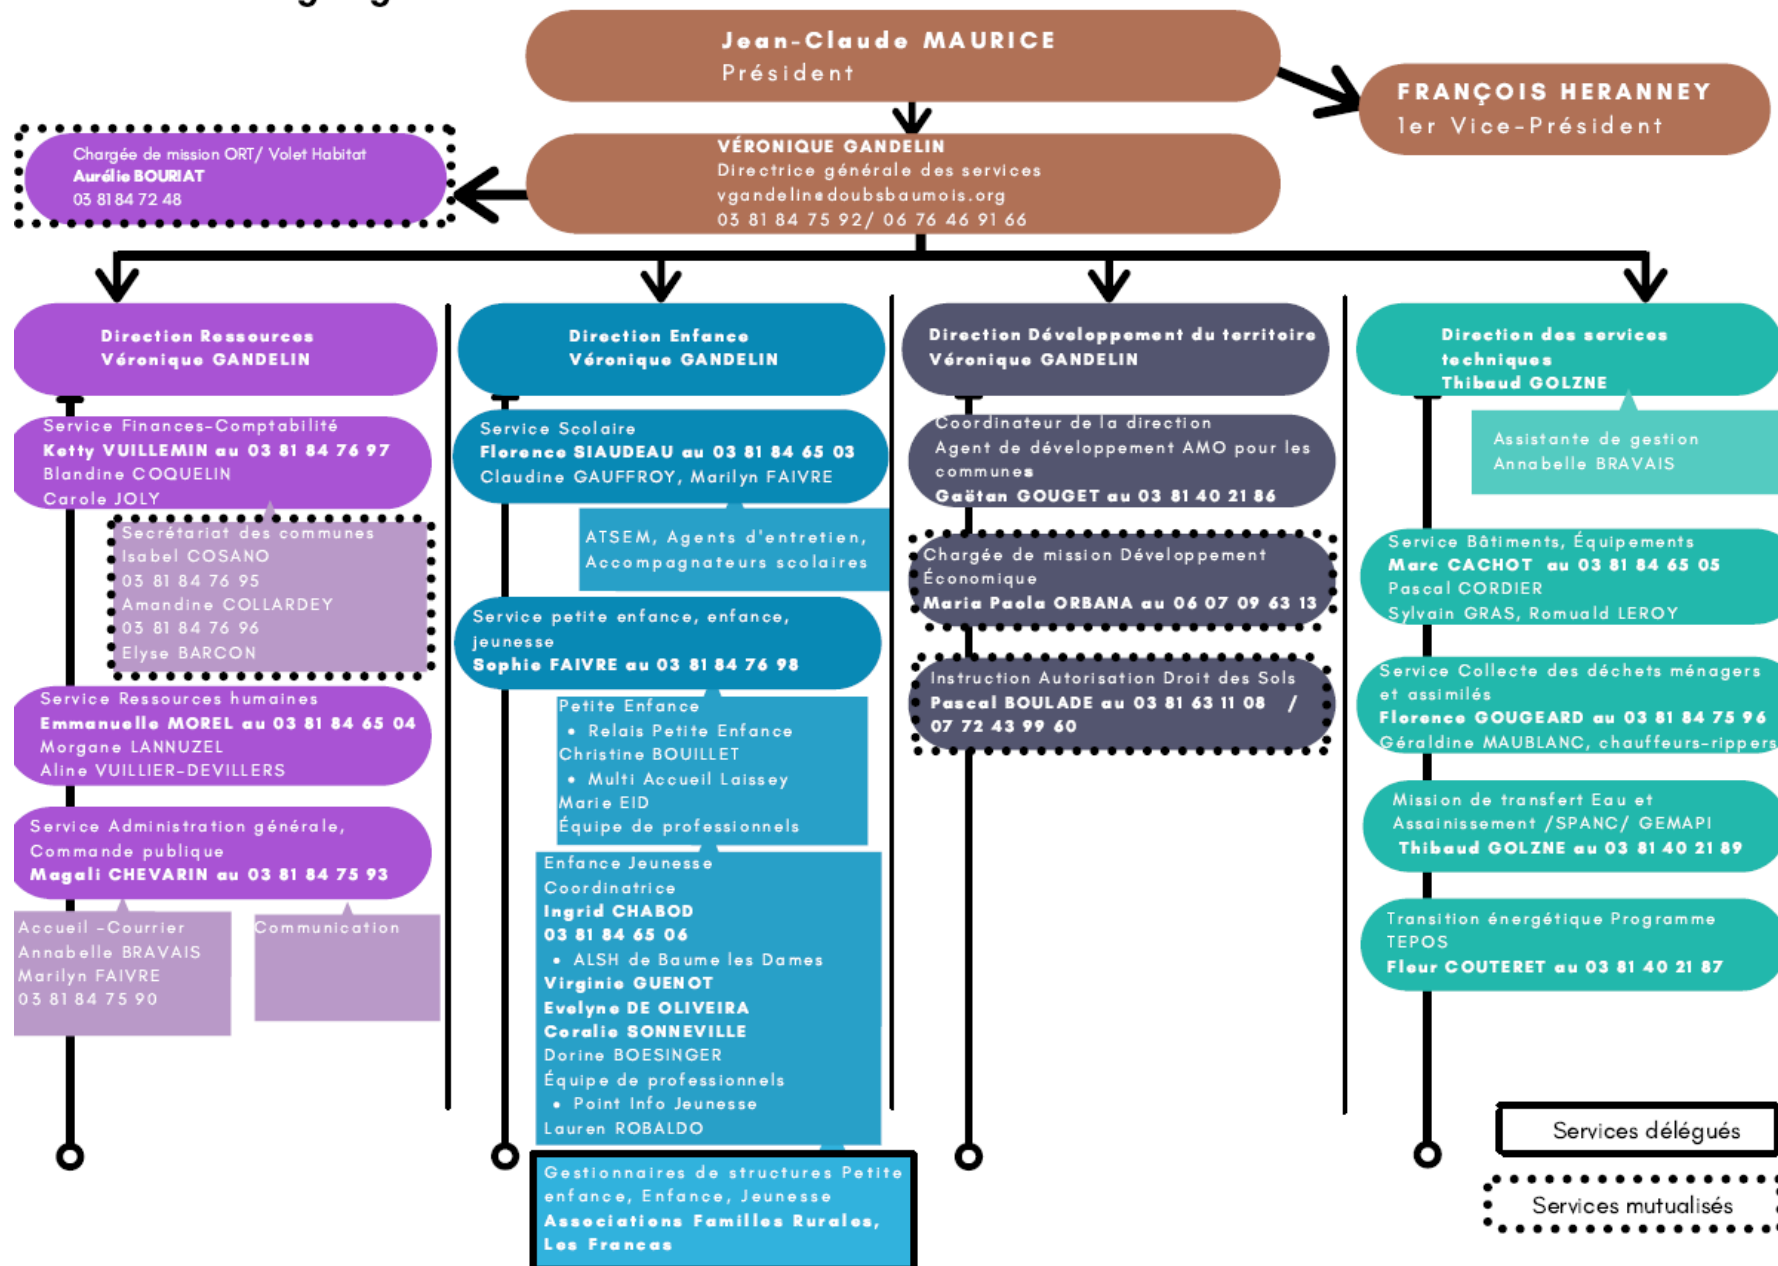 Jean-Claude MAURICE
Président
FRANÇOIS HERANNEY
1er Vice-Président
VÉRONIQUE GANDELIN
Directrice générale des services
vgandelin@doubsbaumois.org
03 81 84 75 92/ 06 76 46 91 66
Chargée de mission ORT/ Volet Habitat
Aurélie BOURIAT
03 81 84 72 48
Direction Ressources
Véronique GANDELIN
Service Finances-Comptabilité
Ketty VUILLEMIN au 03 81 84 76 97
Blandine COQUELIN
Carole JOLY
Secrétariat des communes
Isabel COSANO
03 81 84 76 95
Amandine COLLARDEY
03 81 84 76 96
Elyse BARCON
Service Ressources humaines
Emmanuelle MOREL au 03 81 84 65 04
Morgane LANNUZEL
Aline VUILLIER-DEVILLERS
Service Administration générale,
Commande publique
Magali CHEVARIN au 03 81 84 75 93
Accueil -Courrier
Annabelle BRAVAIS
Marilyn FAIVRE
03 81 84 75 90
Communication
Direction Enfance
Véronique GANDELIN
Service Scolaire
Florence SIAUDEAU au 03 81 84 65 03
Claudine GAUFFROY, Marilyn FAIVRE
ATSEM, Agents d'entretien,
Accompagnateurs scolaires
Service petite enfance, enfance,
jeunesse
Sophie FAIVRE au 03 81 84 76 98
Petite Enfance
• Relais Petite Enfance
Christine BOUILLET
• Multi Accueil Laissey
Marie EID
Équipe de professionnels
Enfance Jeunesse
Coordinatrice
Ingrid CHABOD
03 81 84 65 06
• ALSH de Baume les Dames
Virginie GUENOT
Evelyne DE OLIVEIRA
Coralie SONNEVILLE
Dorine BOESINGER
Équipe de professionnels
• Point Info Jeunesse
Lauren ROBALDO
Gestionnaires de structures Petite
enfance, Enfance, Jeunesse
Associations Familles Rurales,
Les Francas
Direction Développement du territoire
Véronique GANDELIN
Coordinateur de la direction
Agent de développement AMO pour les
communes
Gaëtan GOUGET au 03 81 40 21 86
Chargée de mission Développement
Économique
Maria Paola ORBANA au 06 07 09 63 13
Instruction Autorisation Droit des Sols
Pascal BOULADE au 03 81 63 11 08 /
07 72 43 99 60
Direction des services
techniques
Thibaud GOLZNE
Assistante de gestion
Annabelle BRAVAIS
Service Bâtiments, Équipements
Marc CACHOT au 03 81 84 65 05
Pascal CORDIER
Sylvain GRAS, Romuald LEROY
Service Collecte des déchets ménagers
et assimilés
Florence GOUGEARD au 03 81 84 75 96
Géraldine MAUBLANC, chauffeurs-rippers
Mission de transfert Eau et
Assainissement /SPANC/ GEMAPI
Thibaud GOLZNE au 03 81 40 21 89
Transition énergétique Programme
TEPOS
Fleur COUTERET au 03 81 40 21 87
Services délégués
Services mutualisés